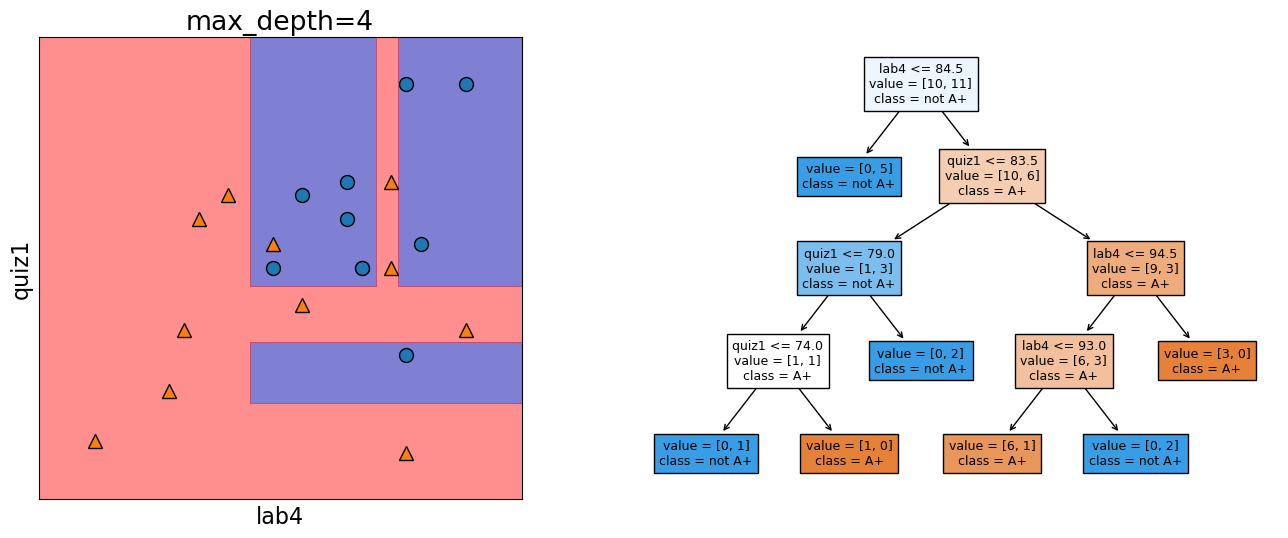 max_depth=4
quiz1
lab4
lab4 <= 84.5
value = [10, 11]
class = not A+
value = [0, 5]
class = not A+
quiz1 <= 83.5
value = [10, 6]
class = A+
quiz1 <= 79.0
value = [1, 3]
class = not A+
lab4 <= 94.5
value = [9, 3]
class = A+
quiz1 <= 74.0
value = [1, 1]
class = A+
value = [0, 2]
class = not A+
lab4 <= 93.0
value = [6, 3]
class = A+
value = [3, 0]
class = A+
value = [0, 1]
class = not A+
value = [1, 0]
class = A+
value = [6, 1]
class = A+
value = [0, 2]
class = not A+